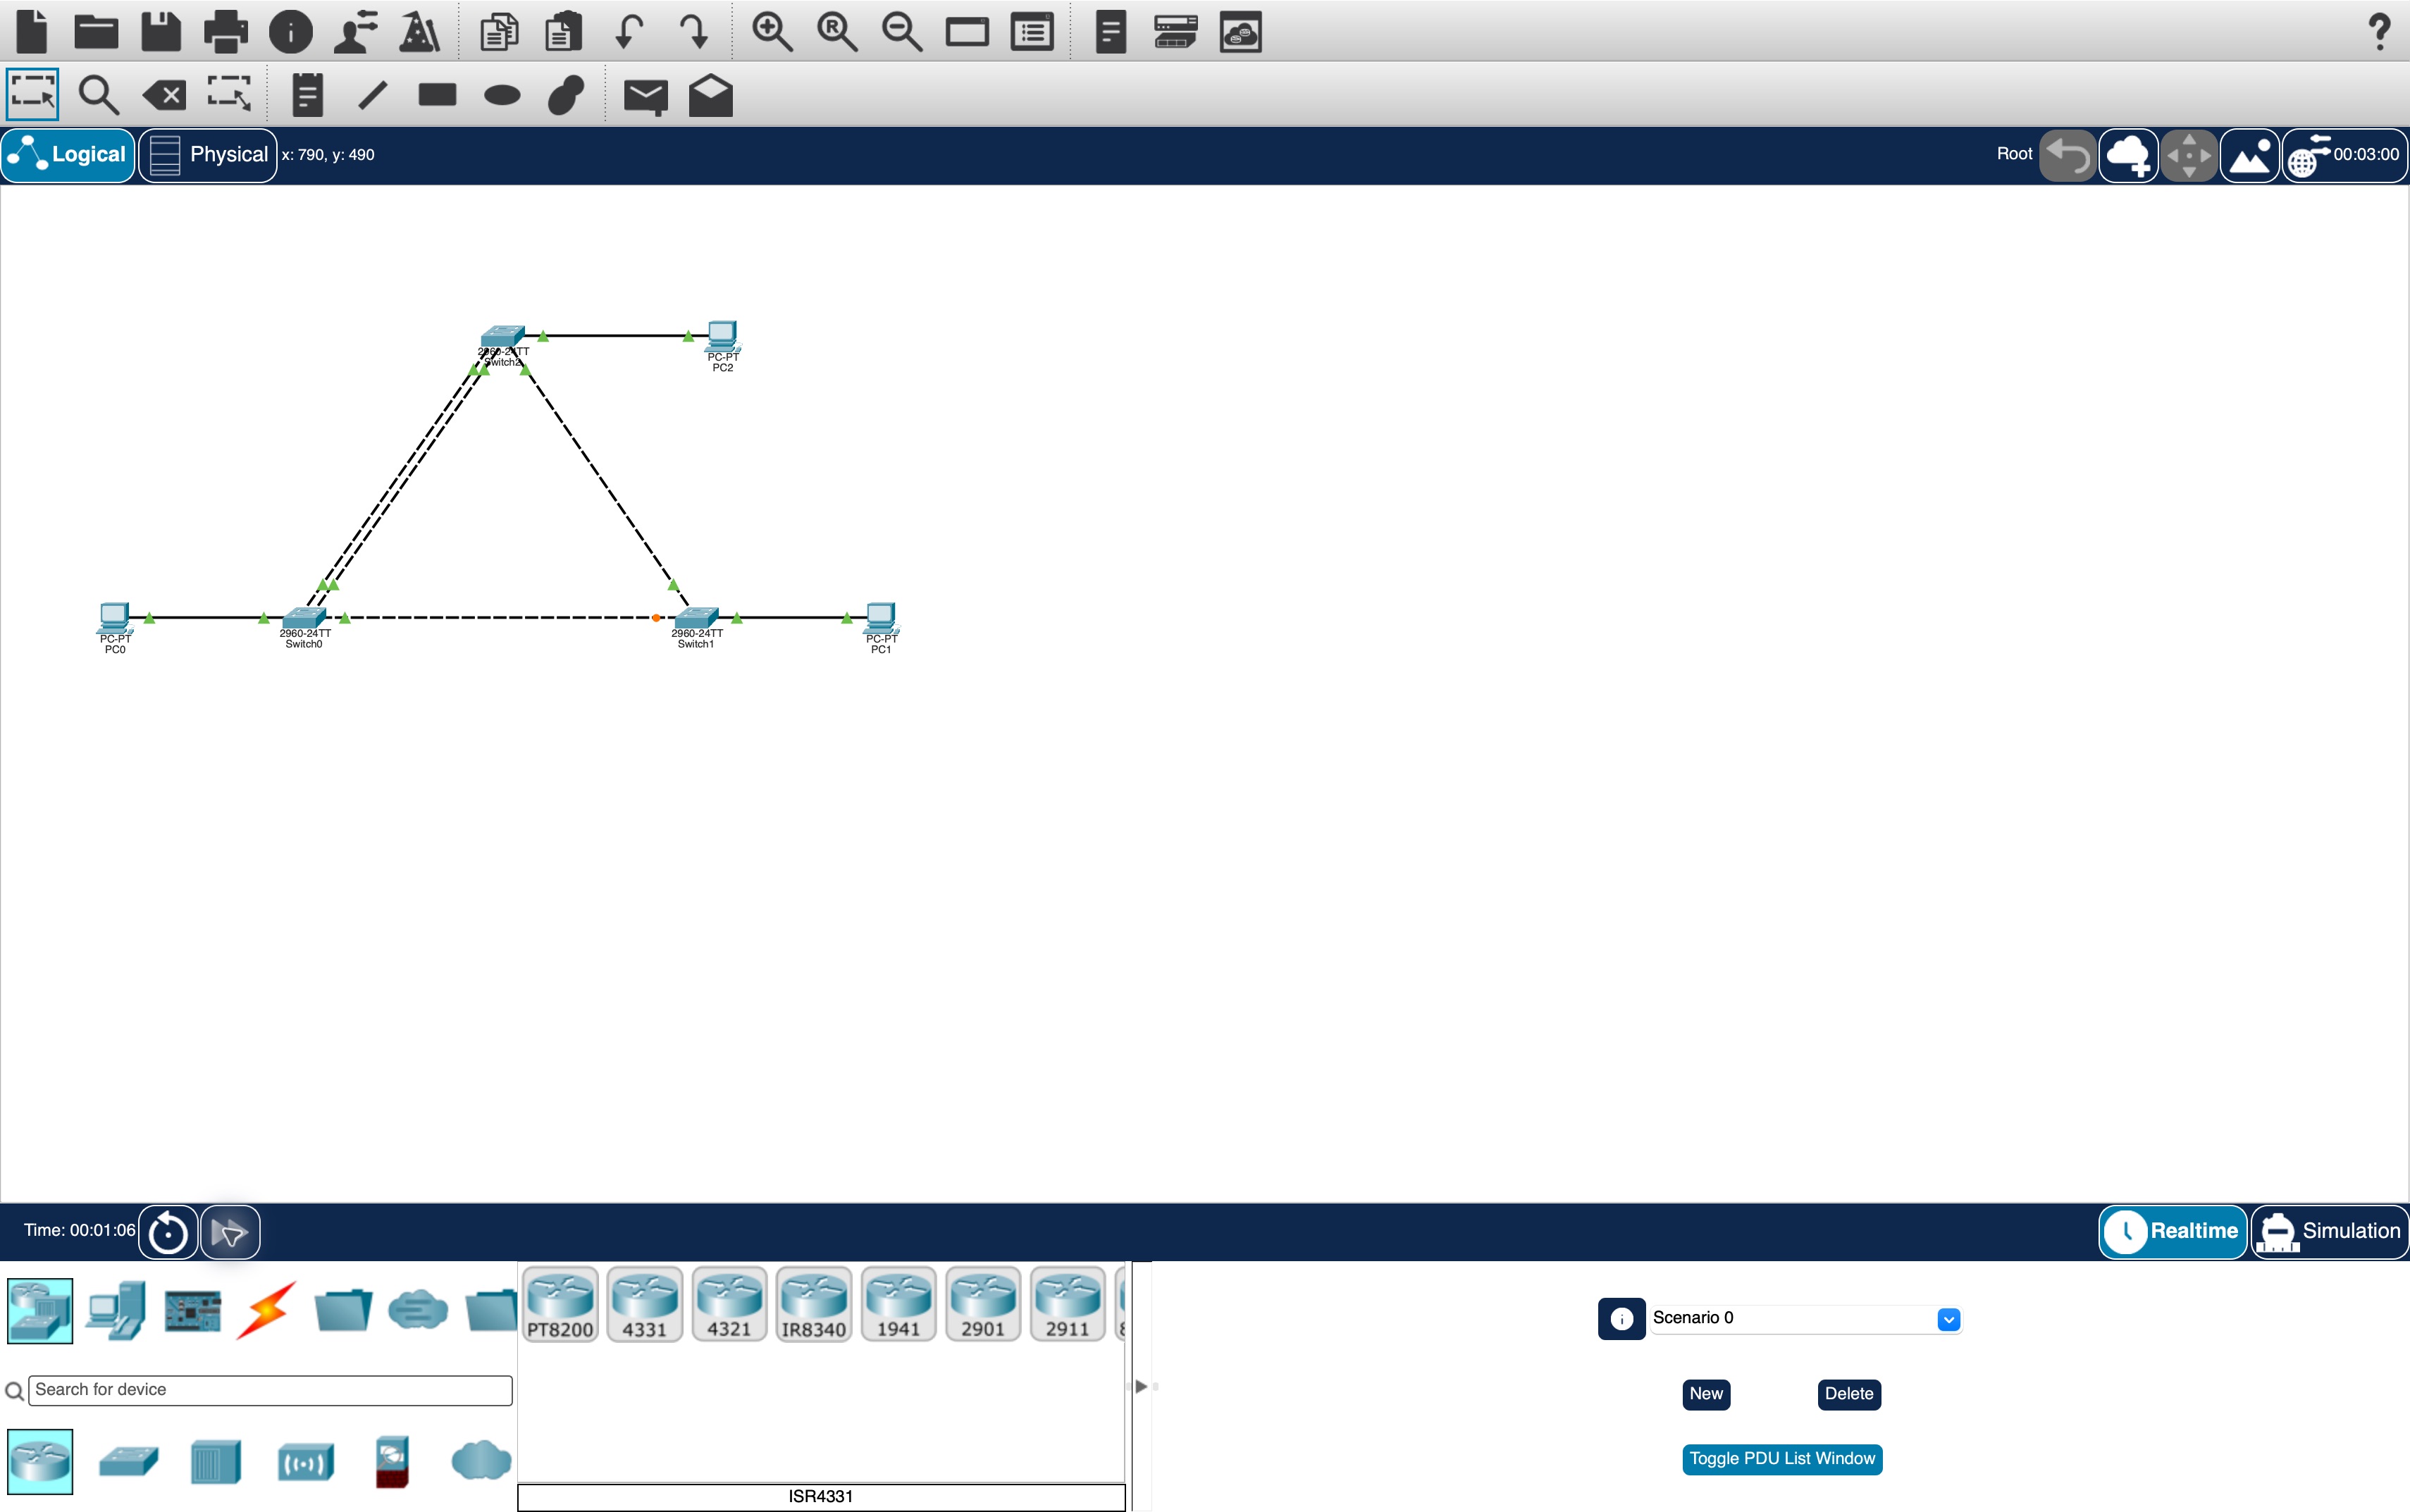 Logical
Physical
x: 790, y: 490
Root
00:03:00
2960-24TT
Switch2
PC-PT
PC2
PC-PT
PC0
2960-24TT
Switch0
2960-24TT
Switch1
PC-PT
PC1
Time: 00:01:06
Realtime
Simulation
PT8200
4331
4321
IR8340
1941
2901
2911
Scenario 0
Search for device
New
Delete
Toggle PDU List Window
ISR4331